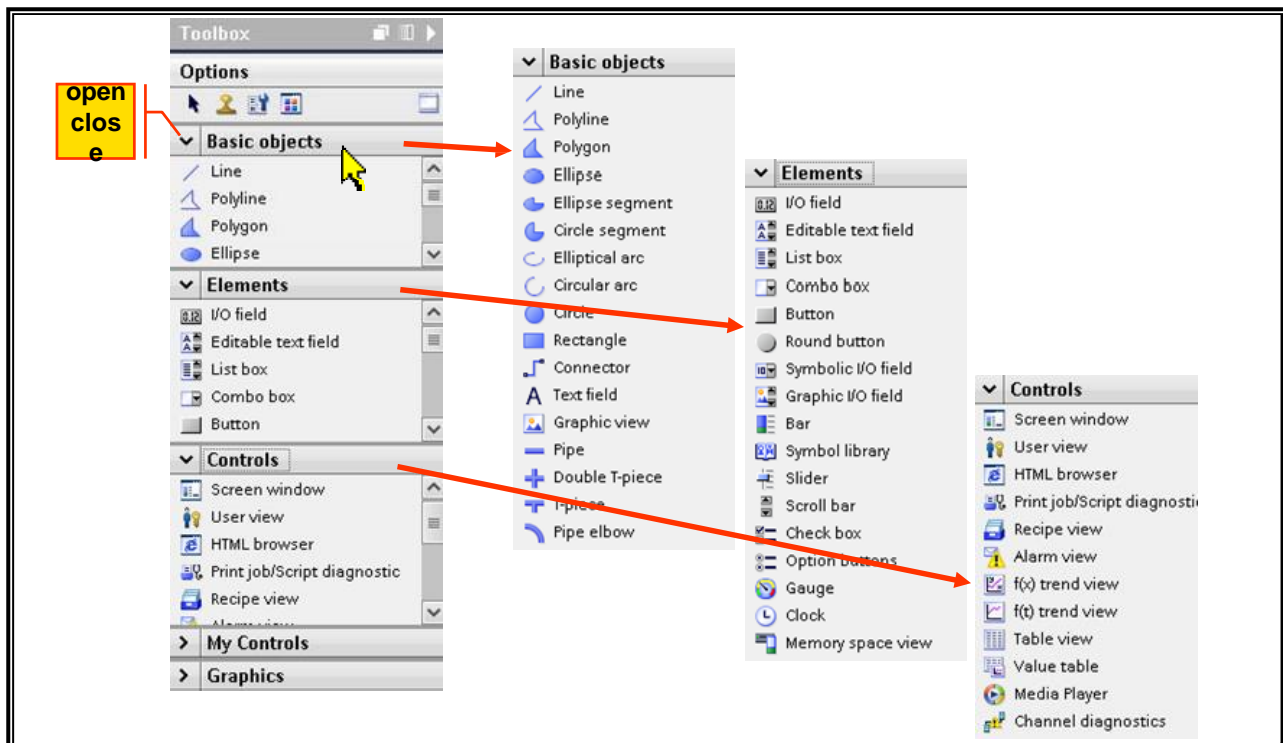 Toolbox
Options
open
clos
e
Basic objects
Line
Polyline
Polygon
Ellipse
Elements
I/O field
Editable text field
List box
Combo box
Button
Controls
Screen window
User view
HTML browser
Print job/Script diagnostic
Recipe view
Alarm view
My Controls
Graphics
Basic objects
Line
Polyline
Polygon
Ellipse
Ellipse segment
Circle segment
Elliptical arc
Circular arc
Circle
Rectangle
Connector
Text field
Graphic view
Pipe
Double T-piece
T-piece
Pipe elbow
Elements
I/O field
Editable text field
List box
Combo box
Button
Round button
Symbolic I/O field
Graphic I/O field
Bar
Symbol library
Slider
Scroll bar
Check box
Option buttons
Gauge
Clock
Memory space view
Controls
Screen window
User view
HTML browser
Print job/Script diagnosti
Recipe view
Alarm view
f(x) trend view
f(t) trend view
Table view
Value table
Media Player
Channel diagnostics